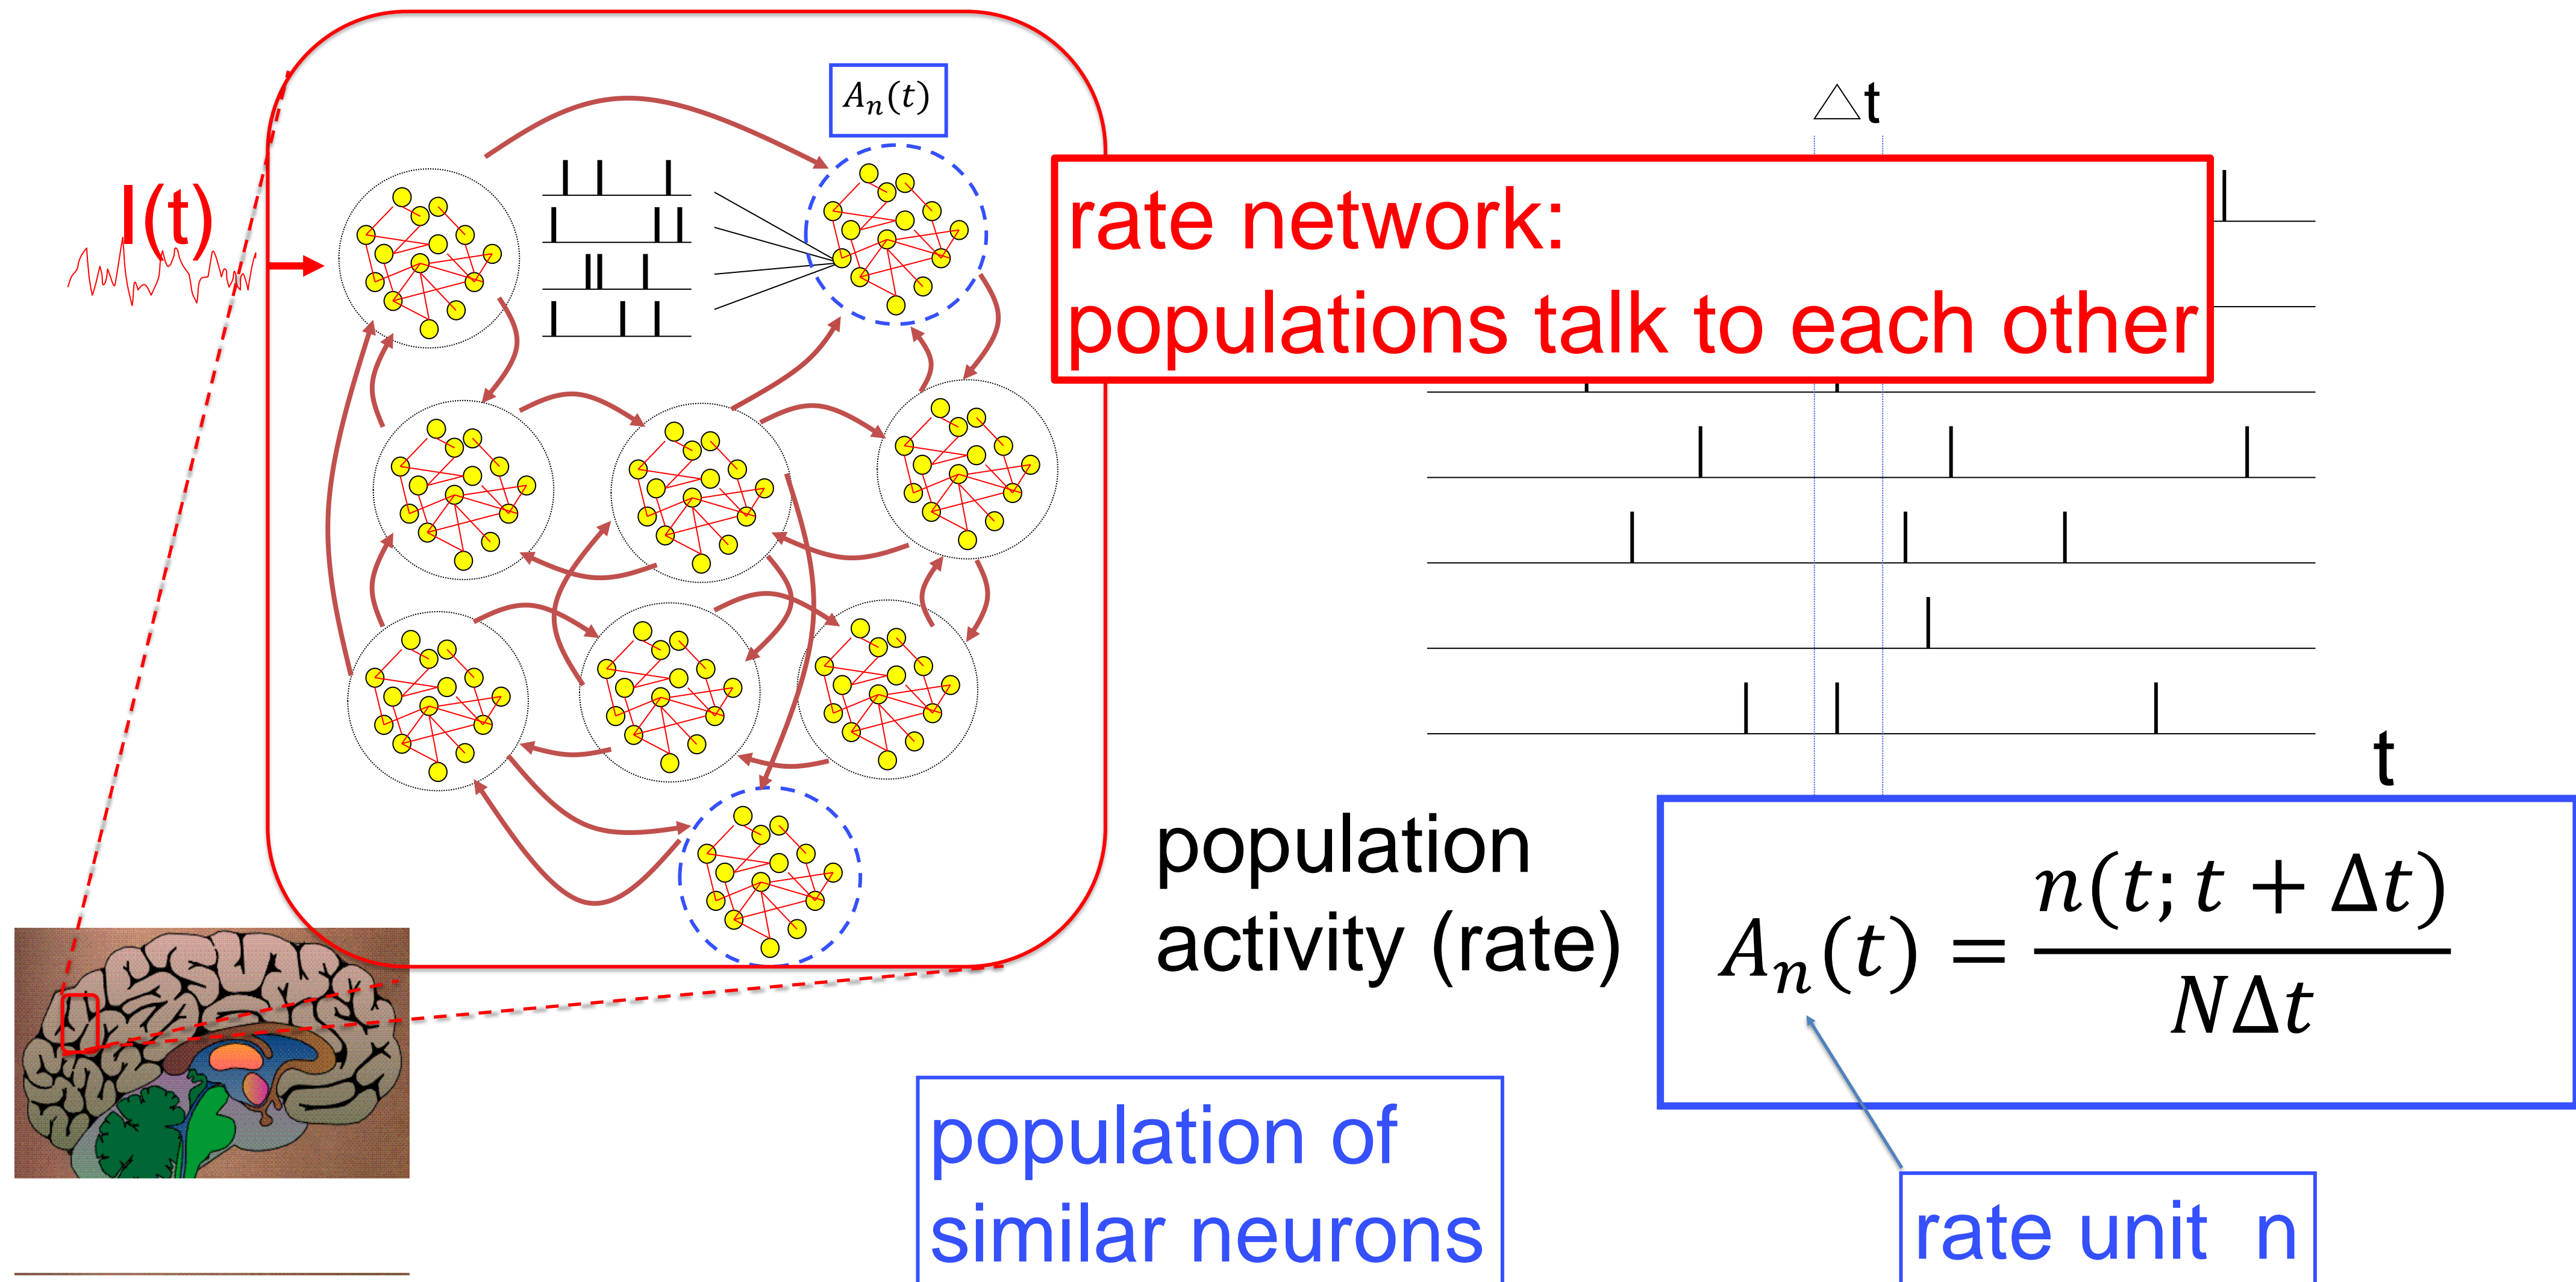 A_n(t)
△t
I(t)
rate network:
populations talk to each other
t
population
activity (rate)
A_n(t) = n(t; t + Δt) / NΔt
population of
similar neurons
rate unit n